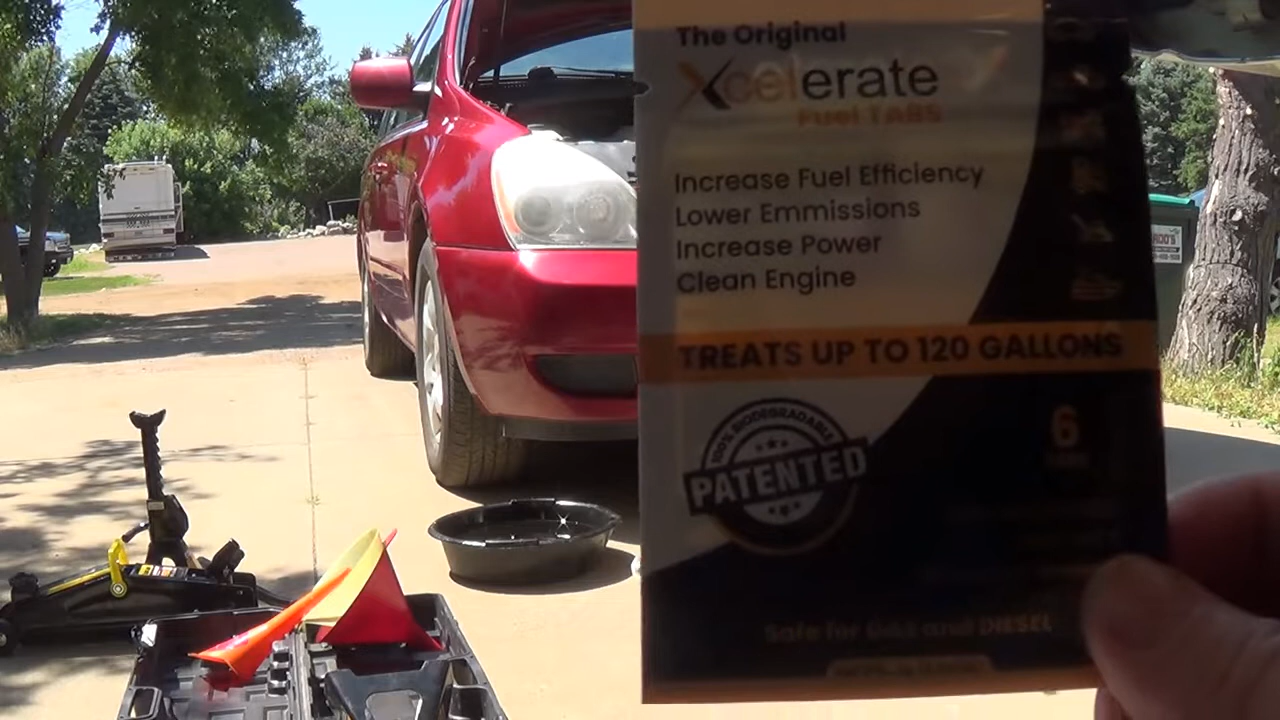 The Original
Xcelerate
Fuel TABS
Increase Fuel Efficiency
Lower Emmissions
Increase Power
Clean Engine
TREATS UP TO 120 GALLONS
100% BIODEGRADABLE
PATENTED
6
Safe for GAS and DIESEL